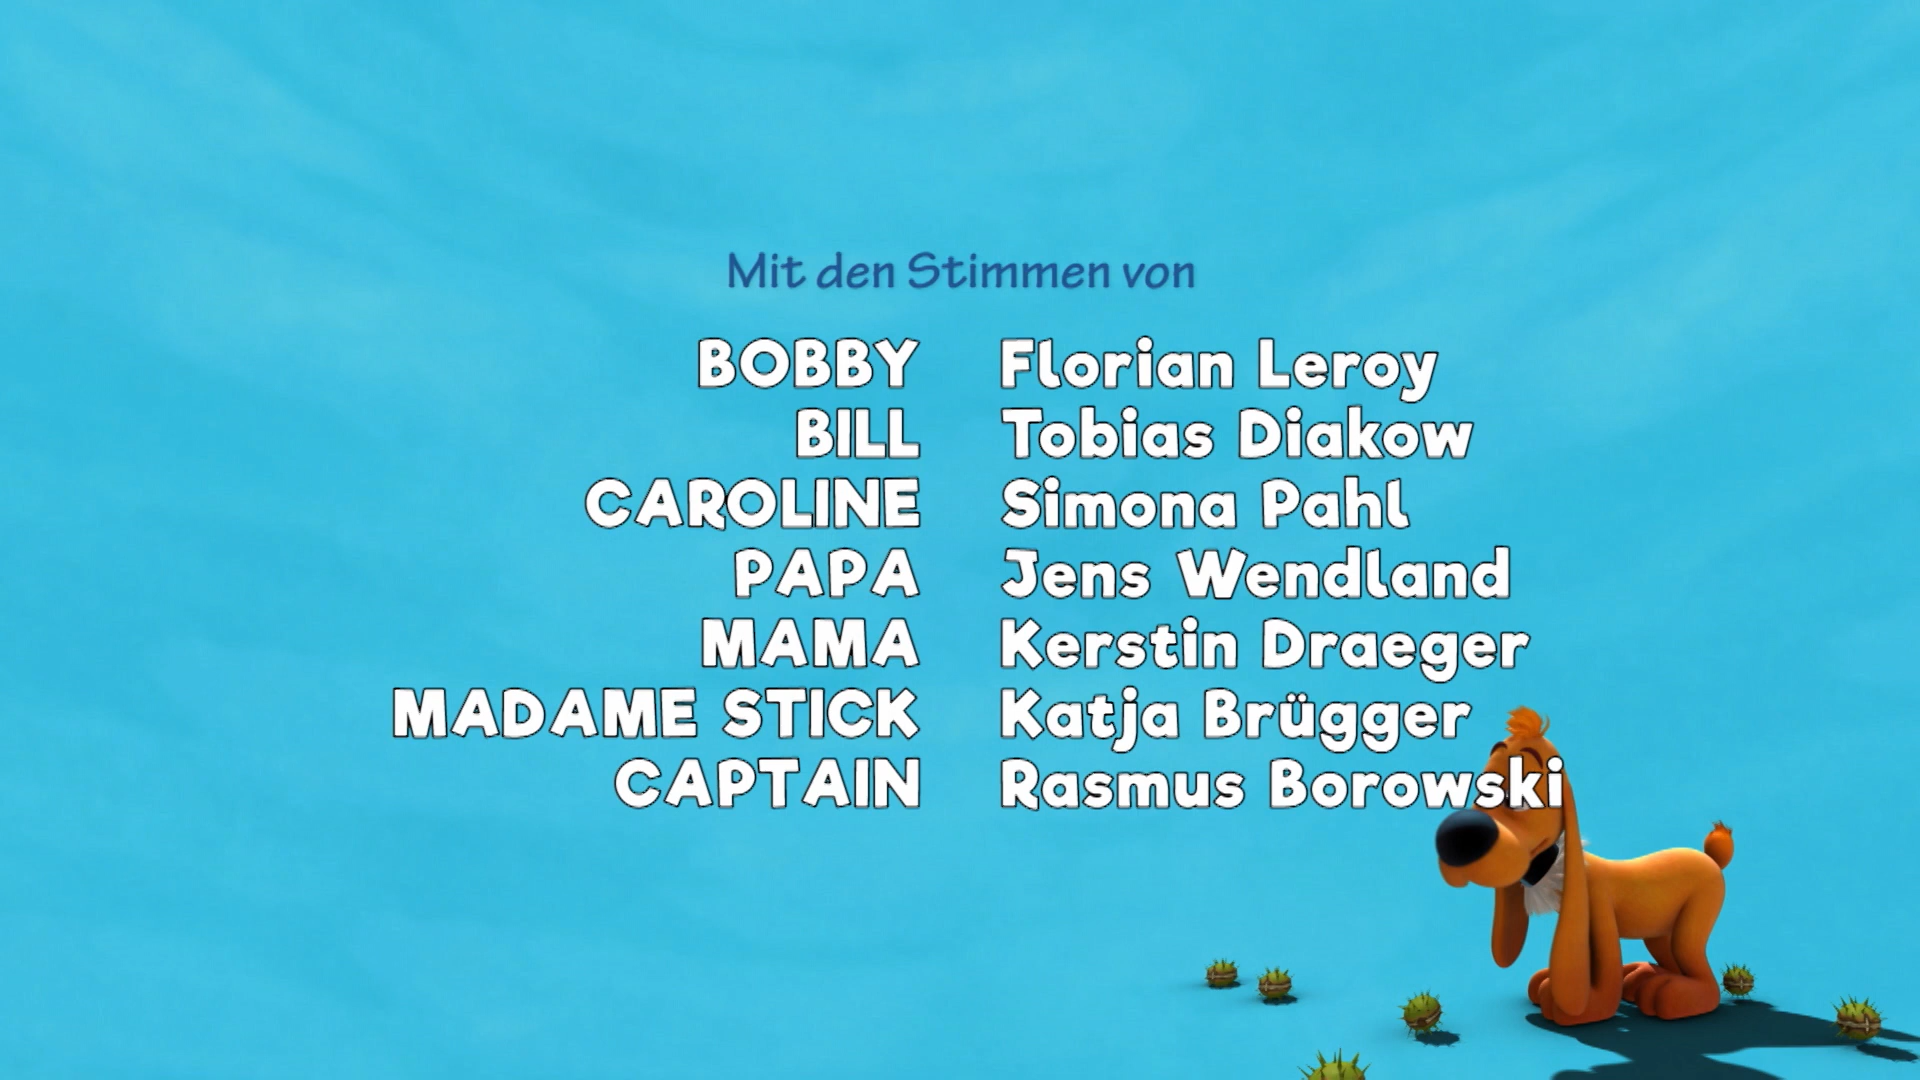 Mit den Stimmen von
BOBBY Florian Leroy
BILL Tobias Diakow
CAROLINE Simona Pahl
PAPA Jens Wendland
MAMA Kerstin Draeger
MADAME STICK Katja Brügger
CAPTAIN Rasmus Borowski